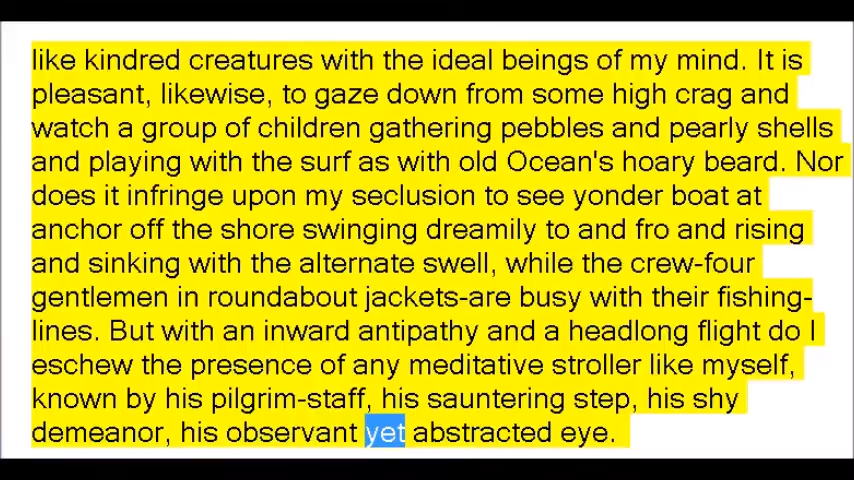 like kindred creatures with the ideal beings of my mind. It is
pleasant, likewise, to gaze down from some high crag and
watch a group of children gathering pebbles and pearly shells
and playing with the surf as with old Ocean's hoary beard. Nor
does it infringe upon my seclusion to see yonder boat at
anchor off the shore swinging dreamily to and fro and rising
and sinking with the alternate swell, while the crew-four
gentlemen in roundabout jackets-are busy with their fishing-
lines. But with an inward antipathy and a headlong flight do I
eschew the presence of any meditative stroller like myself,
known by his pilgrim-staff, his sauntering step, his shy
demeanor, his observant yet abstracted eye.